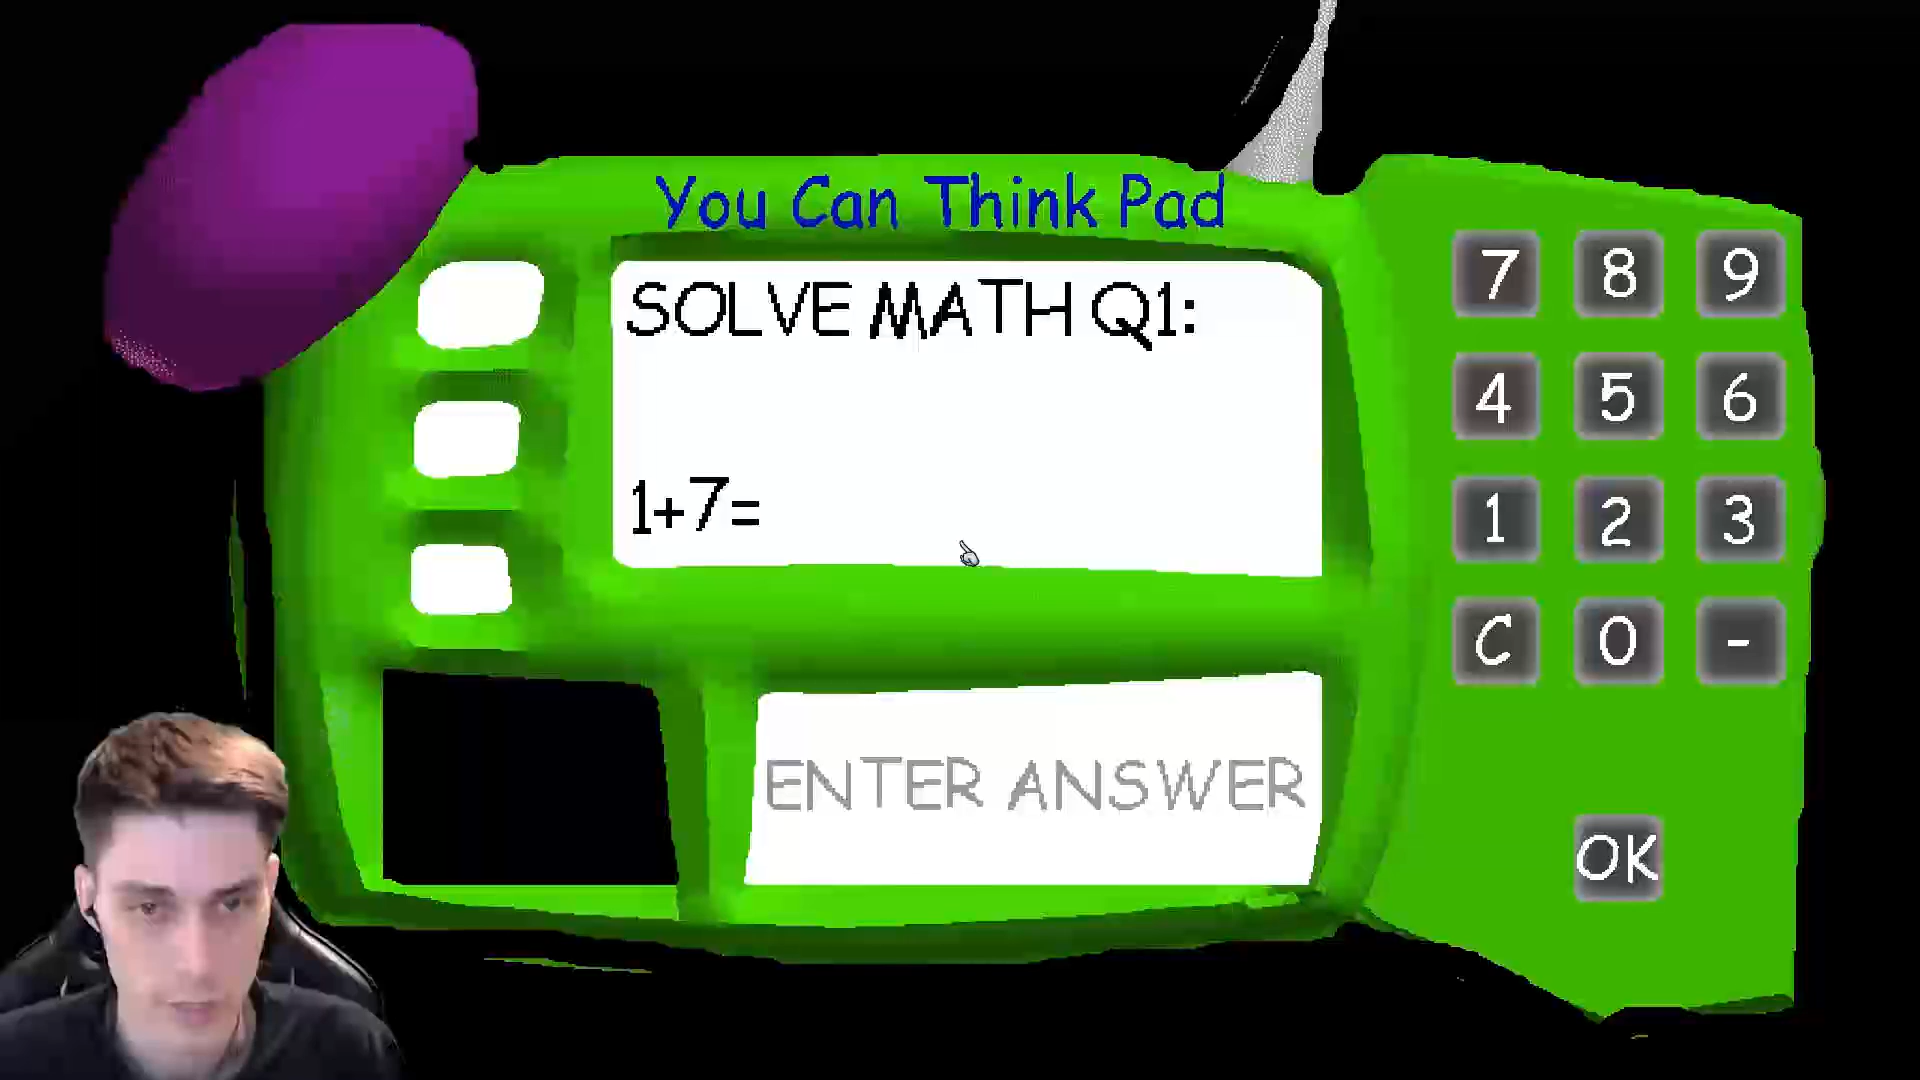 You Can Think Pad
SOLVE MATH Q1:
1+7=
7 8 9
4 5 6
1 2 3
C 0 -
ENTER ANSWER
OK